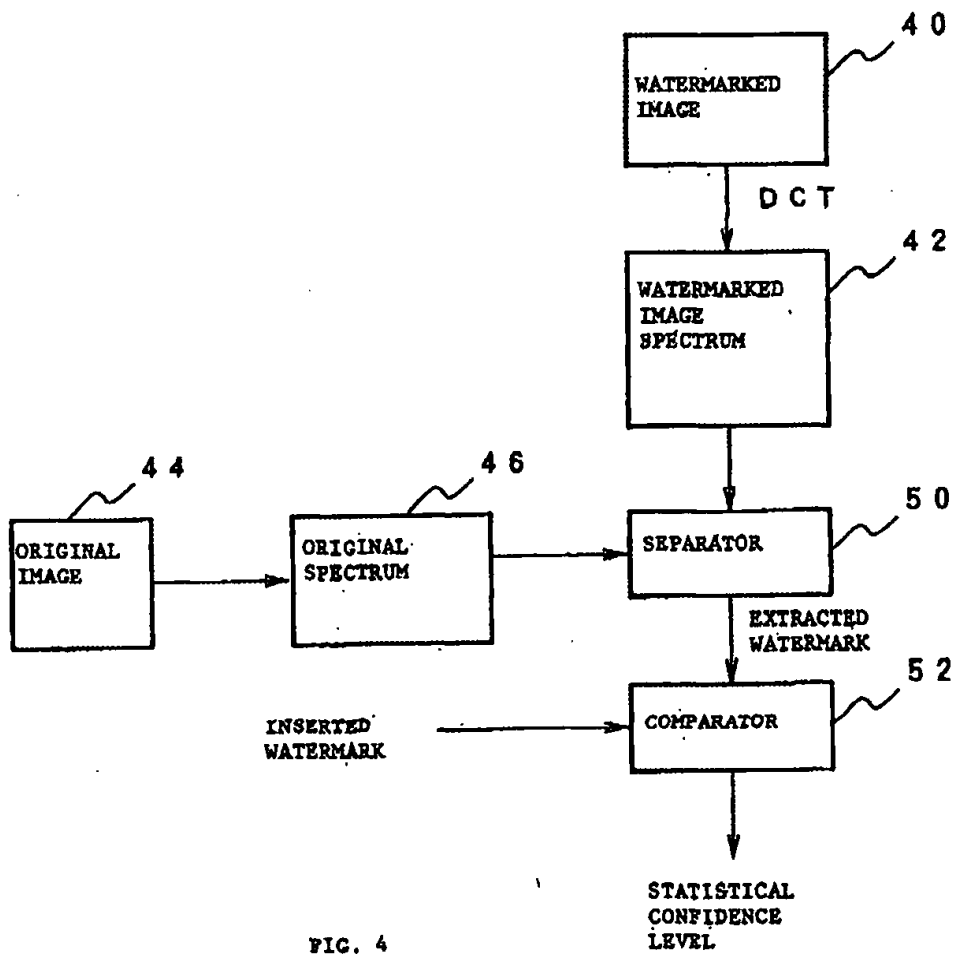 40
WATERMARKED
IMAGE
DCT
42
WATERMARKED
IMAGE
SPECTRUM
44
46
50
ORIGINAL
IMAGE
ORIGINAL
SPECTRUM
SEPARATOR
EXTRACTED
WATERMARK
52
INSERTED
WATERMARK
COMPARATOR
STATISTICAL
CONFIDENCE
LEVEL
FIG. 4